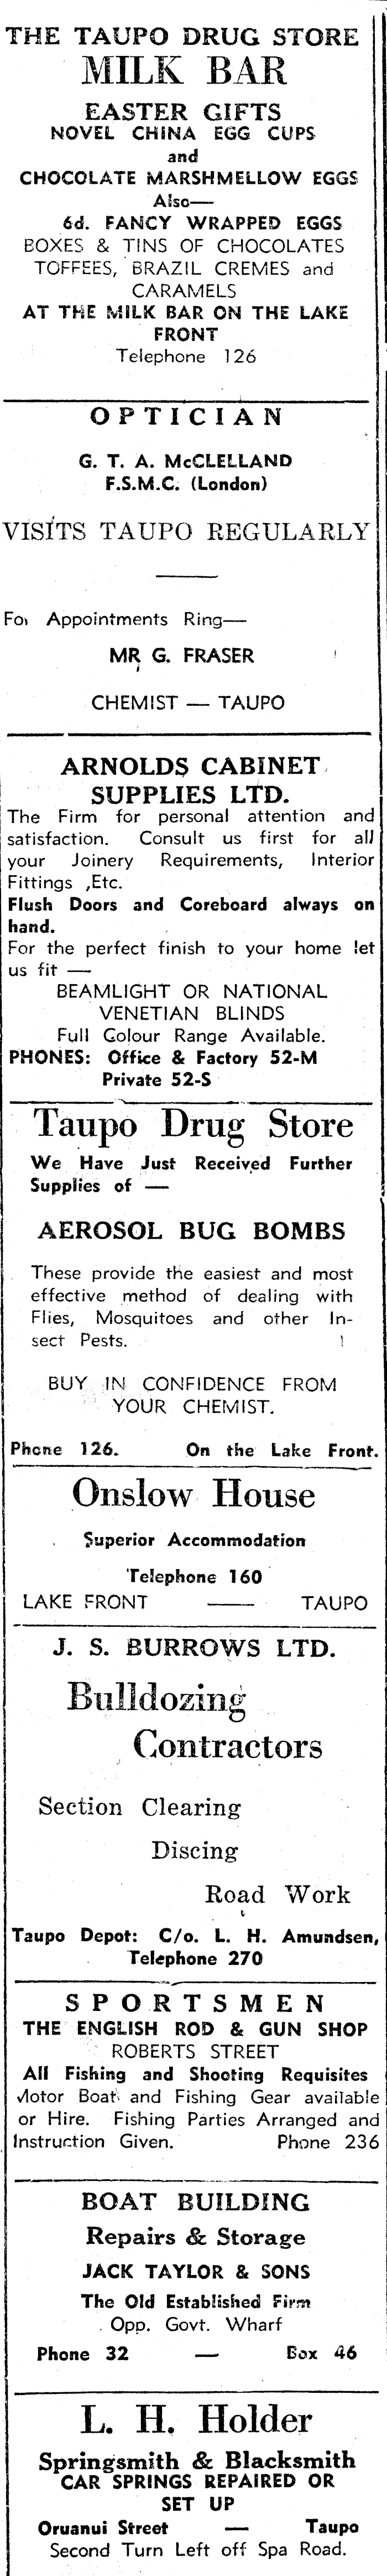 THE TAUPO DRUG STORE
MILK BAR
EASTER GIFTS
NOVEL CHINA EGG CUPS
and
CHOCOLATE MARSHMELLOW EGGS
Also—
6d. FANCY WRAPPED EGGS
BOXES & TINS OF CHOCOLATES
TOFFEES, BRAZIL CREMES and
CARAMELS
AT THE MILK BAR ON THE LAKE
FRONT
Telephone 126
OPTICIAN
G. T. A. McCLELLAND
F.S.M.C. (London)
VISITS TAUPO REGULARLY
For Appointments Ring—
MR G. FRASER
CHEMIST — TAUPO
ARNOLDS CABINET
SUPPLIES LTD.
The Firm for personal attention and
satisfaction. Consult us first for all
your Joinery Requirements, Interior
Fittings ,Etc.
Flush Doors and Coreboard always on
hand.
For the perfect finish to your home let
us fit —
BEAMLIGHT OR NATIONAL
VENETIAN BLINDS
Full Colour Range Available.
PHONES: Office & Factory 52-M
Private 52-S
Taupo Drug Store
We Have Just Received Further
Supplies of —
AEROSOL BUG BOMBS
These provide the easiest and most
effective method of dealing with
Flies, Mosquitoes and other In-
sect Pests.
BUY IN CONFIDENCE FROM
YOUR CHEMIST.
Phone 126. On the Lake Front.
Onslow House
Superior Accommodation
Telephone 160
LAKE FRONT —— TAUPO
J. S. BURROWS LTD.
Bulldozing
Contractors
Section Clearing
Discing
Road Work
Taupo Depot: C/o. L. H. Amundsen,
Telephone 270
SPORTSMEN
THE ENGLISH ROD & GUN SHOP
ROBERTS STREET
All Fishing and Shooting Requisites
Motor Boat and Fishing Gear available
or Hire. Fishing Parties Arranged and
Instruction Given. Phone 236
BOAT BUILDING
Repairs & Storage
JACK TAYLOR & SONS
The Old Established Firm
Opp. Govt. Wharf
Phone 32 — Box 46
L. H. Holder
Springsmith & Blacksmith
CAR SPRINGS REPAIRED OR
SET UP
Oruanui Street — Taupo
Second Turn Left off Spa Road.